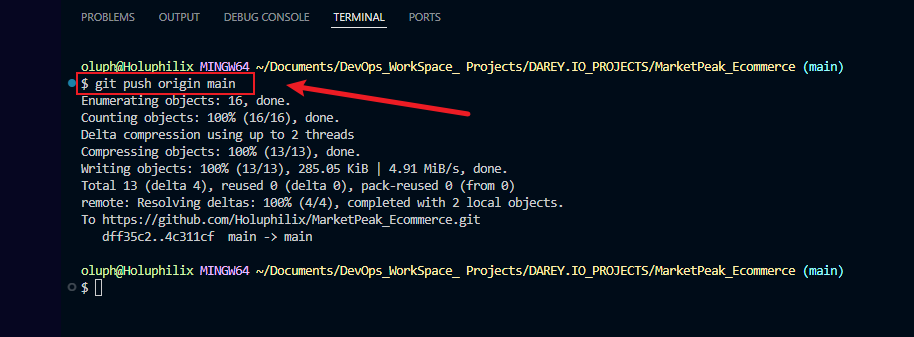 PROBLEMS OUTPUT DEBUG CONSOLE TERMINAL PORTS
oluph@Holuphilix MINGW64 ~/Documents/DevOps_WorkSpace_ Projects/DAREY.IO_PROJECTS/MarketPeak_Ecommerce (main)
$ git push origin main
Enumerating objects: 16, done.
Counting objects: 100% (16/16), done.
Delta compression using up to 2 threads
Compressing objects: 100% (13/13), done.
Writing objects: 100% (13/13), 285.05 KiB | 4.91 MiB/s, done.
Total 13 (delta 4), reused 0 (delta 0), pack-reused 0 (from 0)
remote: Resolving deltas: 100% (4/4), completed with 2 local objects.
To https://github.com/Holuphilix/MarketPeak_Ecommerce.git
dff35c2..4c311cf  main -> main
oluph@Holuphilix MINGW64 ~/Documents/DevOps_WorkSpace_ Projects/DAREY.IO_PROJECTS/MarketPeak_Ecommerce (main)
$